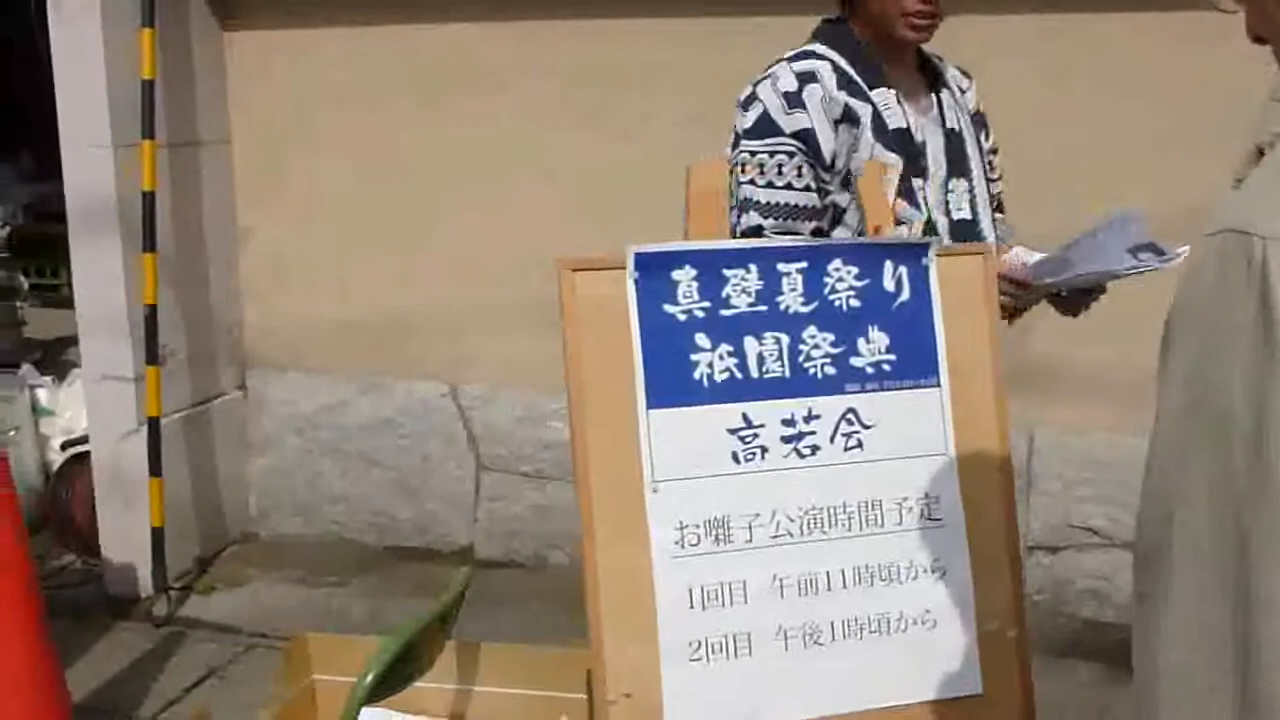 真壁夏祭り
祇園祭典
高若会
お囃子公演時間予定
1回目 午前11時頃から
2回目 午後1時頃から